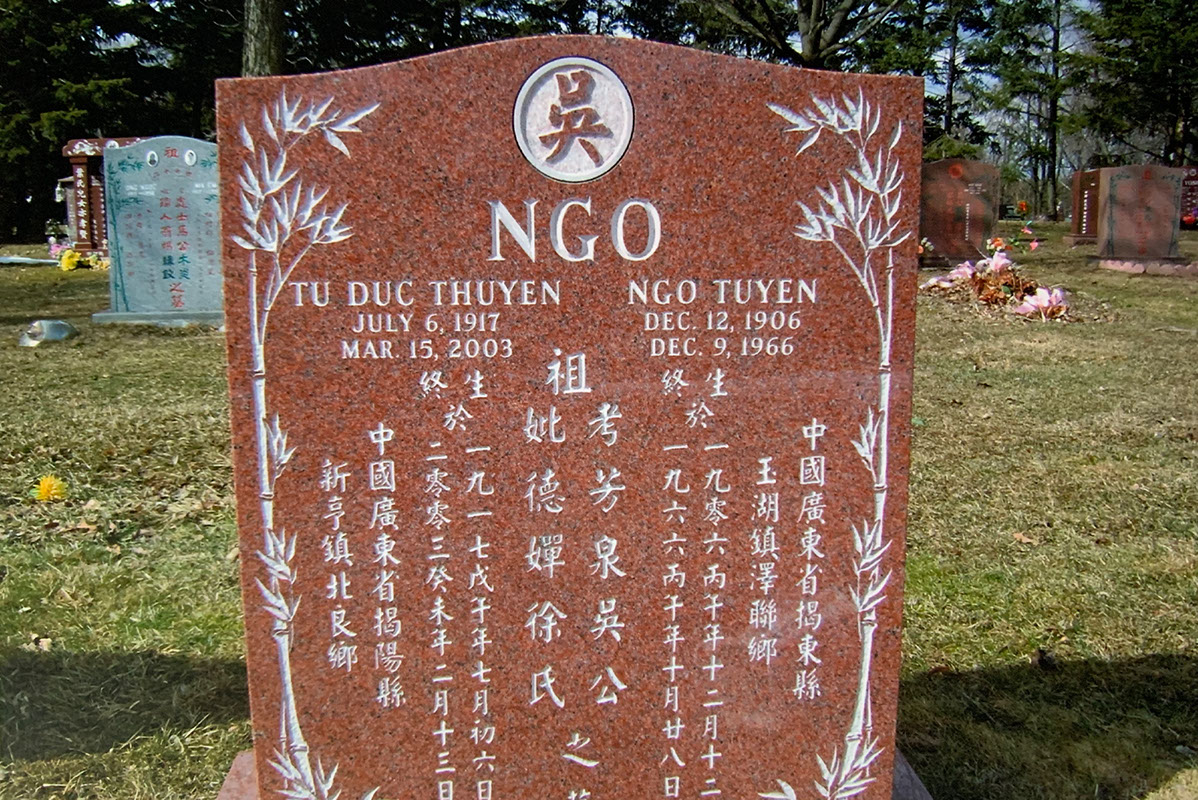 吳
NGO
TU DUC THUYEN
JULY 6, 1917
MAR. 15, 2003
NGO TUYEN
DEC. 12, 1906
DEC. 9, 1966
中國廣東省揭東縣
玉湖鎮澤聯鄉
生於一九零六丙午年十二月十二
終於一九六六丙午年十月廿八日
祖
考芳泉吳公
妣德嬋徐氏
之
生於一九一七戊午年七月初六日
終於二零零三癸未年二月十三日
中國廣東省揭陽縣
新亨鎮北良鄉
祖